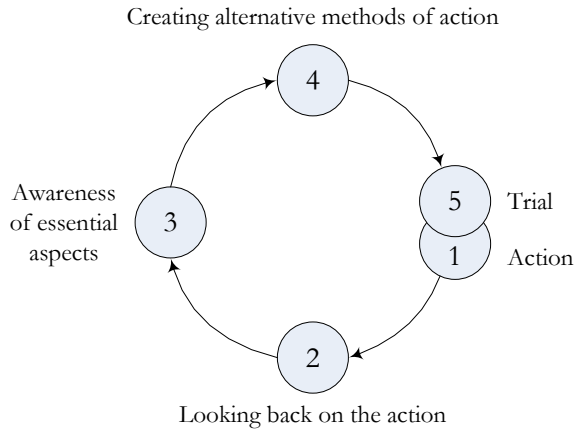 Creating alternative methods of action
4
5
Trial
1
Action
Awareness
of essential
aspects
3
2
Looking back on the action